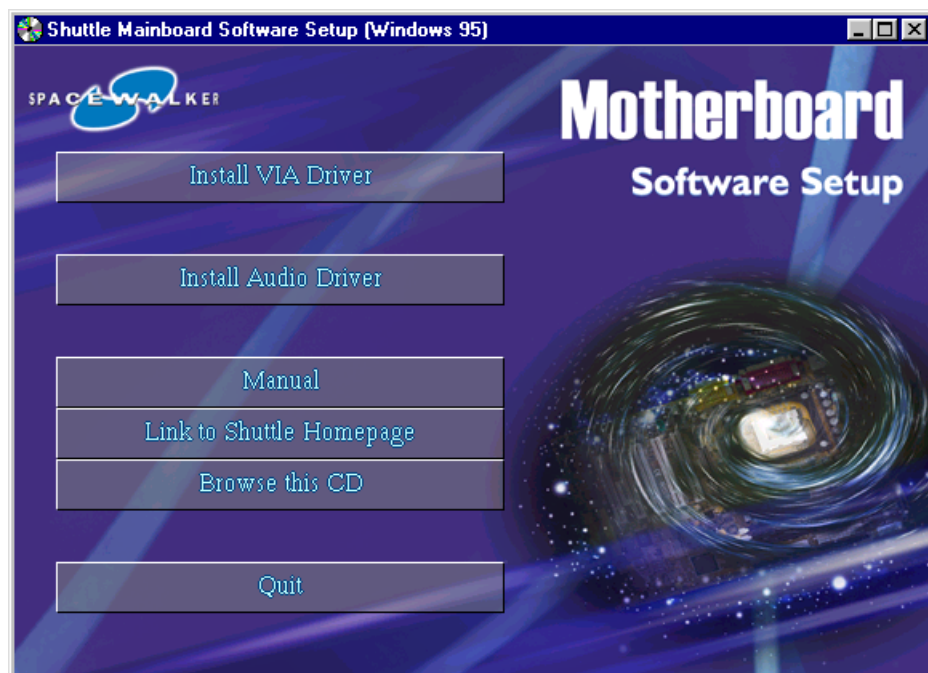 Shuttle Mainboard Software Setup (Windows 95)
SPACEWALKER
Motherboard
Software Setup
Install VIA Driver
Install Audio Driver
Manual
Link to Shuttle Homepage
Browse this CD
Quit